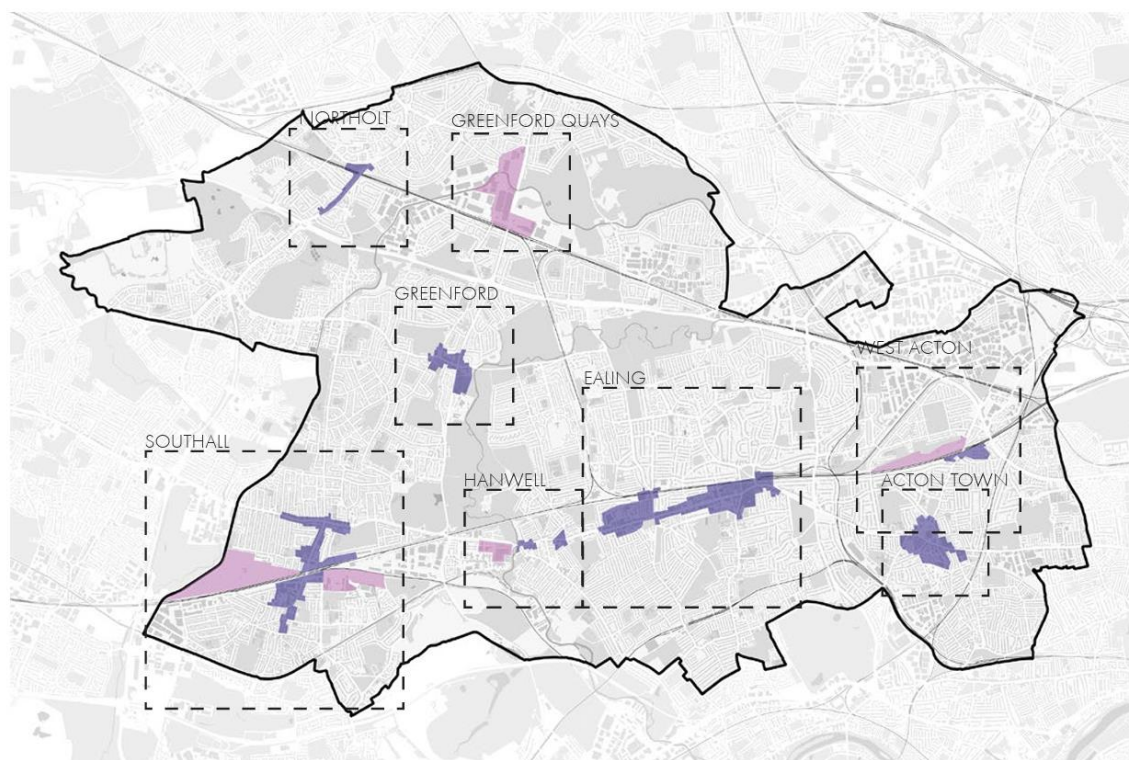 NORTHOLT
GREENFORD QUAYS
GREENFORD
WEST ACTON
EALING
SOUTHALL
HANWELL
ACTON TOWN